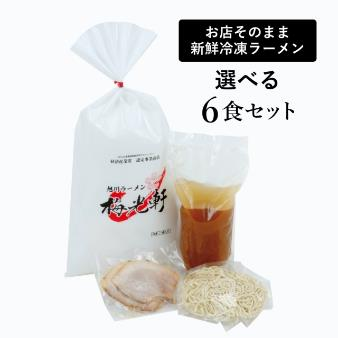 お店そのまま
新鮮冷凍ラーメン
選べる
6食セット
旭川ラーメン
梅光軒